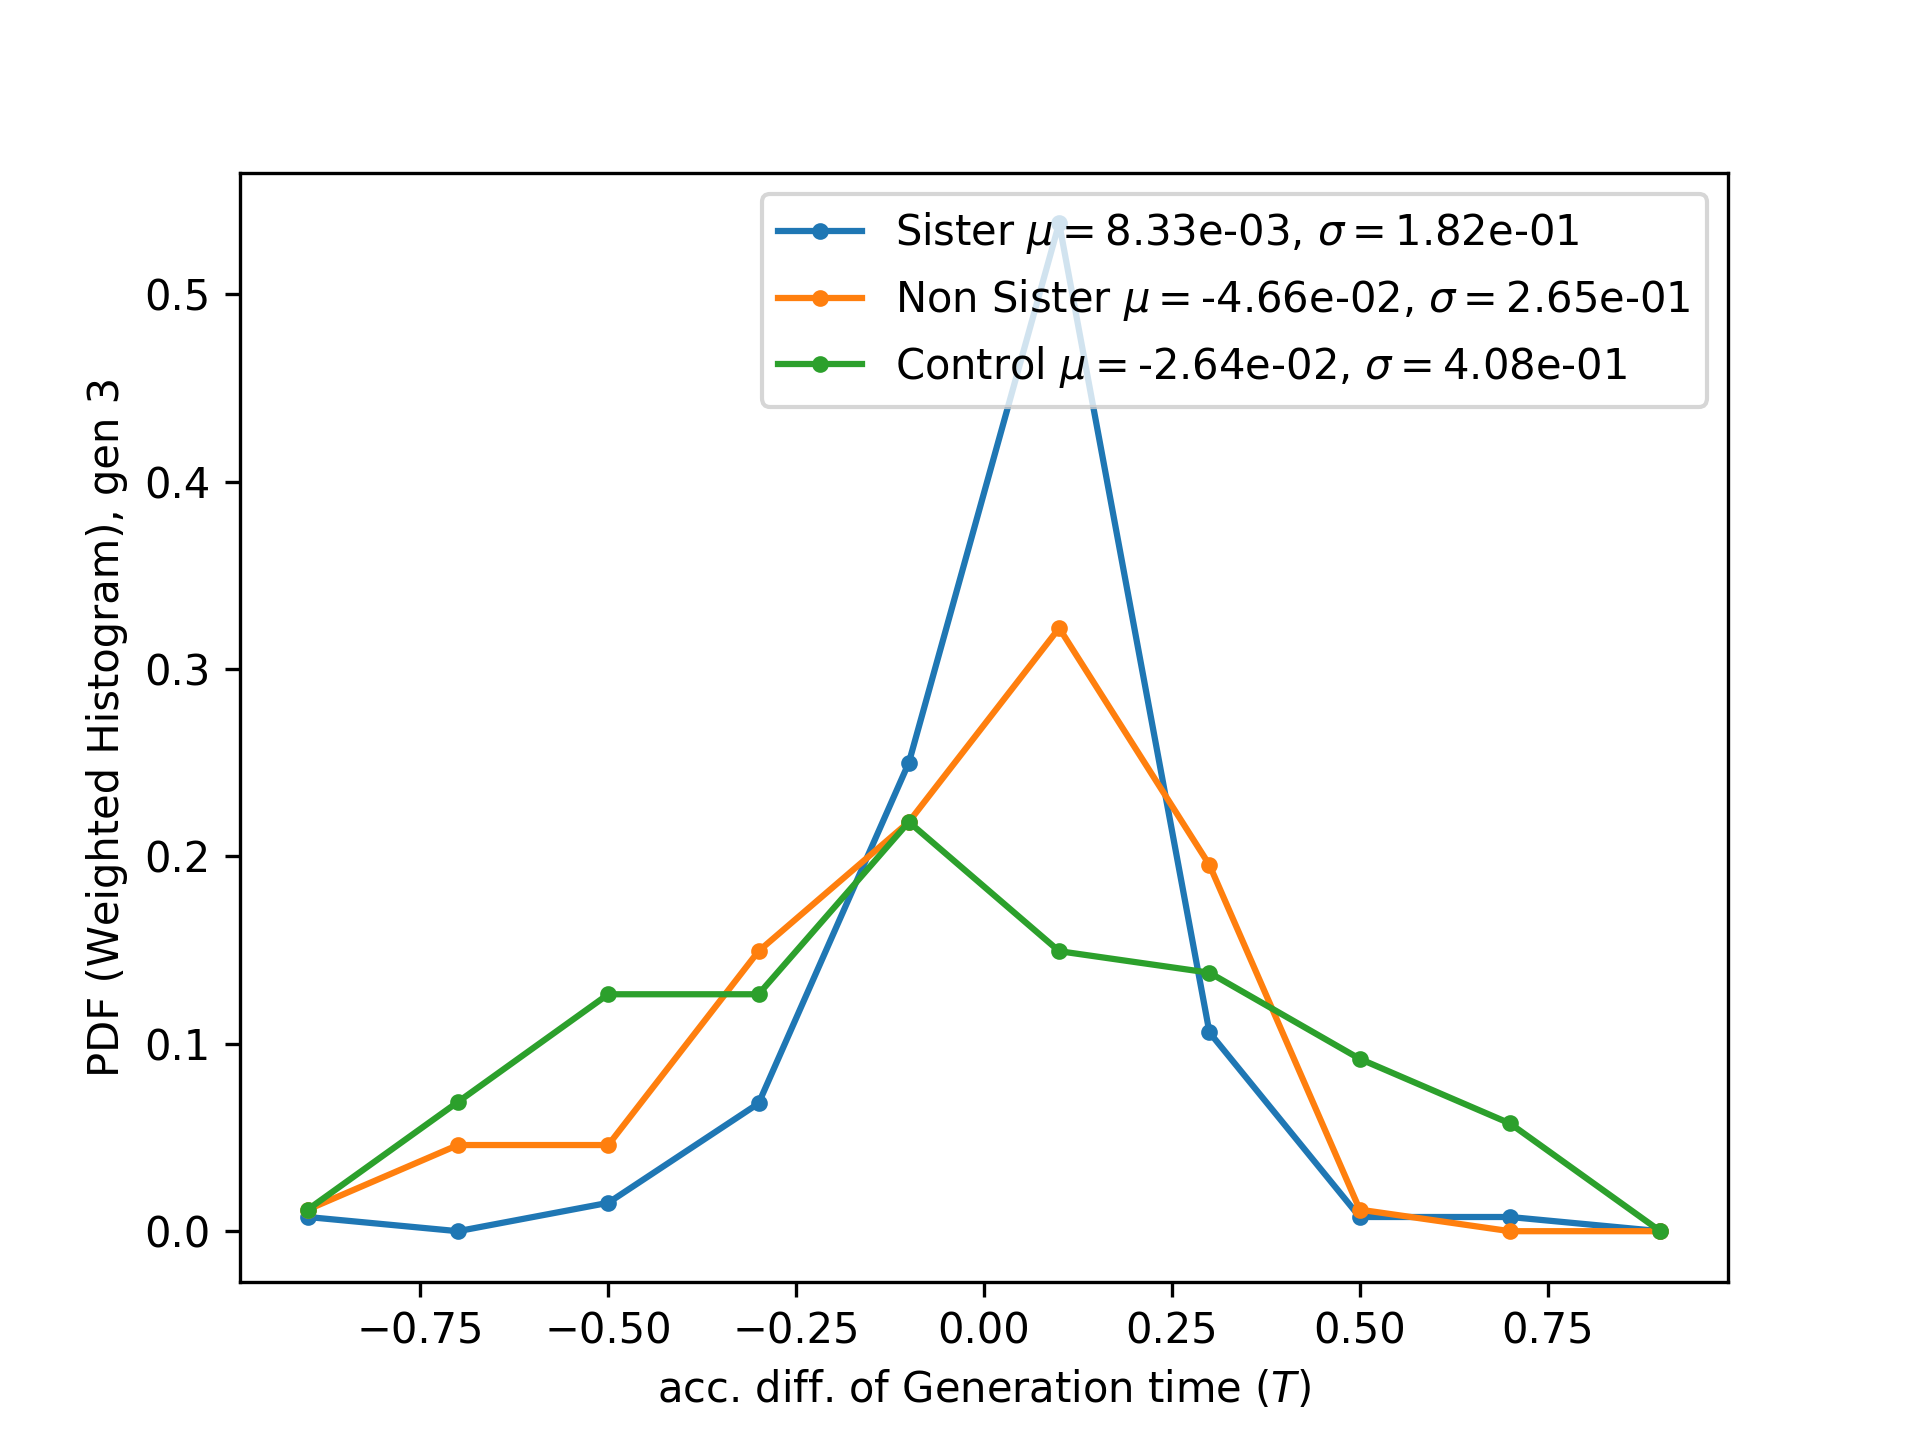 Sister μ = 8.33e-03, σ = 1.82e-01
Non Sister μ = -4.66e-02, σ = 2.65e-01
Control μ = -2.64e-02, σ = 4.08e-01
PDF (Weighted Histogram), gen 3
0.5
0.4
0.3
0.2
0.1
0.0
−0.75 −0.50 −0.25 0.00 0.25 0.50 0.75
acc. diff. of Generation time (T)